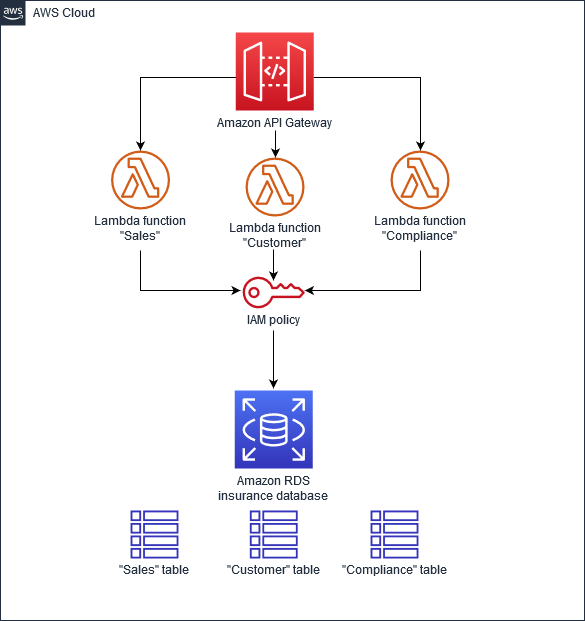 aws
AWS Cloud
Amazon API Gateway
Lambda function
"Sales"
Lambda function
"Customer"
Lambda function
"Compliance"
IAM policy
Amazon RDS
insurance database
"Sales" table
"Customer" table
"Compliance" table